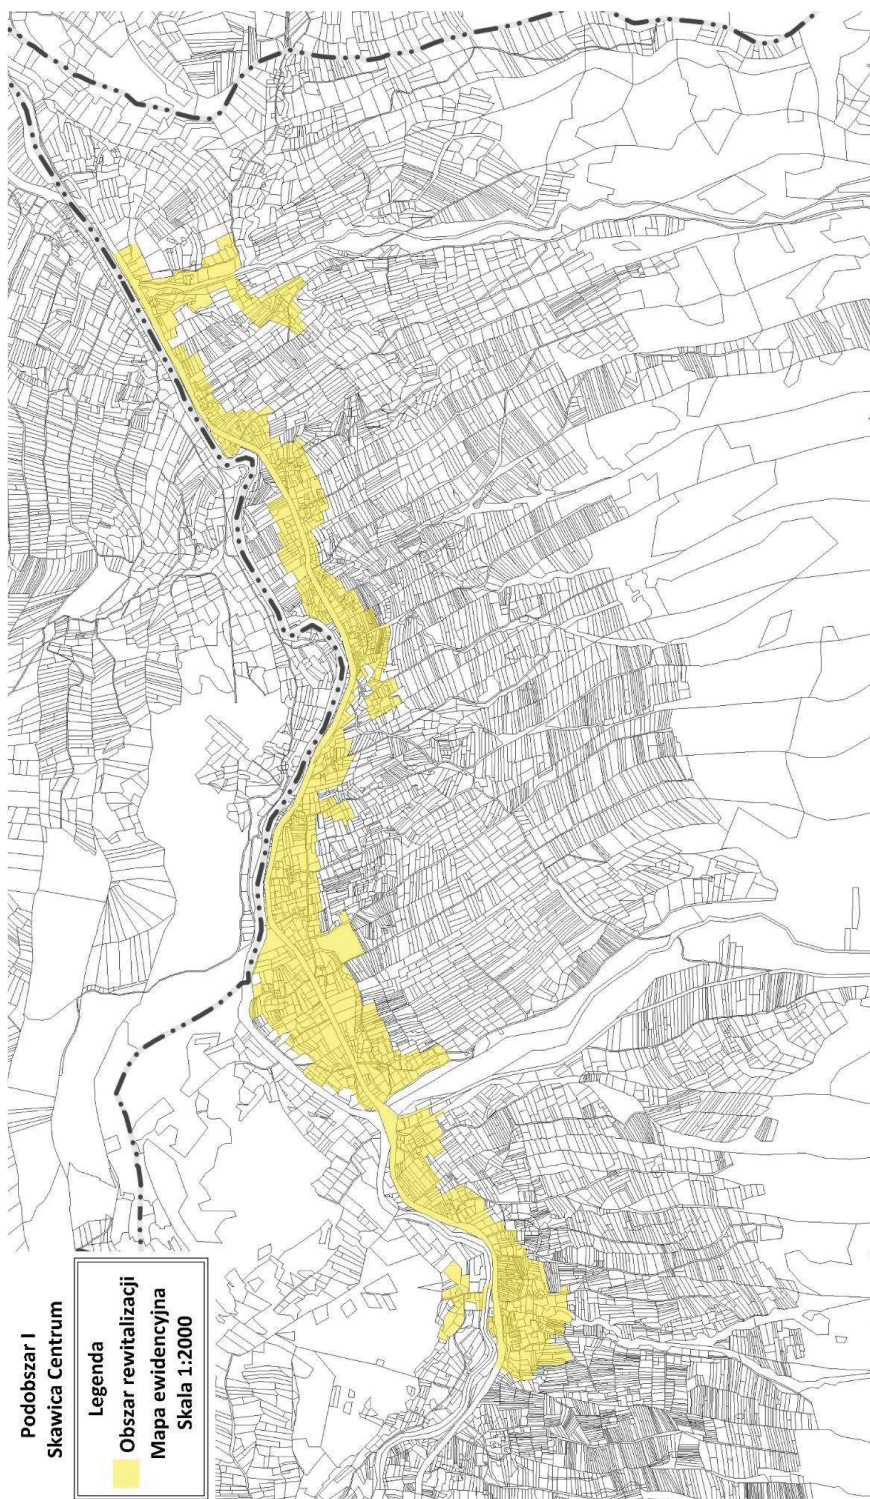 Podobszar I
Skawica Centrum
Legenda
Obszar rewitalizacji
Mapa ewidencyjna
Skala 1:2000